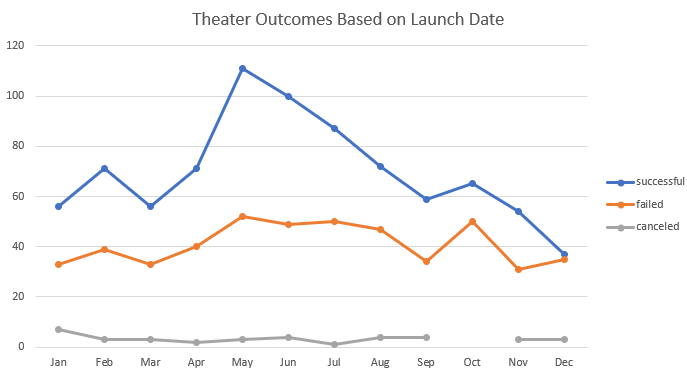 Theater Outcomes Based on Launch Date
120
100
80
60
40
20
0
Jan Feb Mar Apr May Jun Jul Aug Sep Oct Nov Dec
successful
failed
canceled